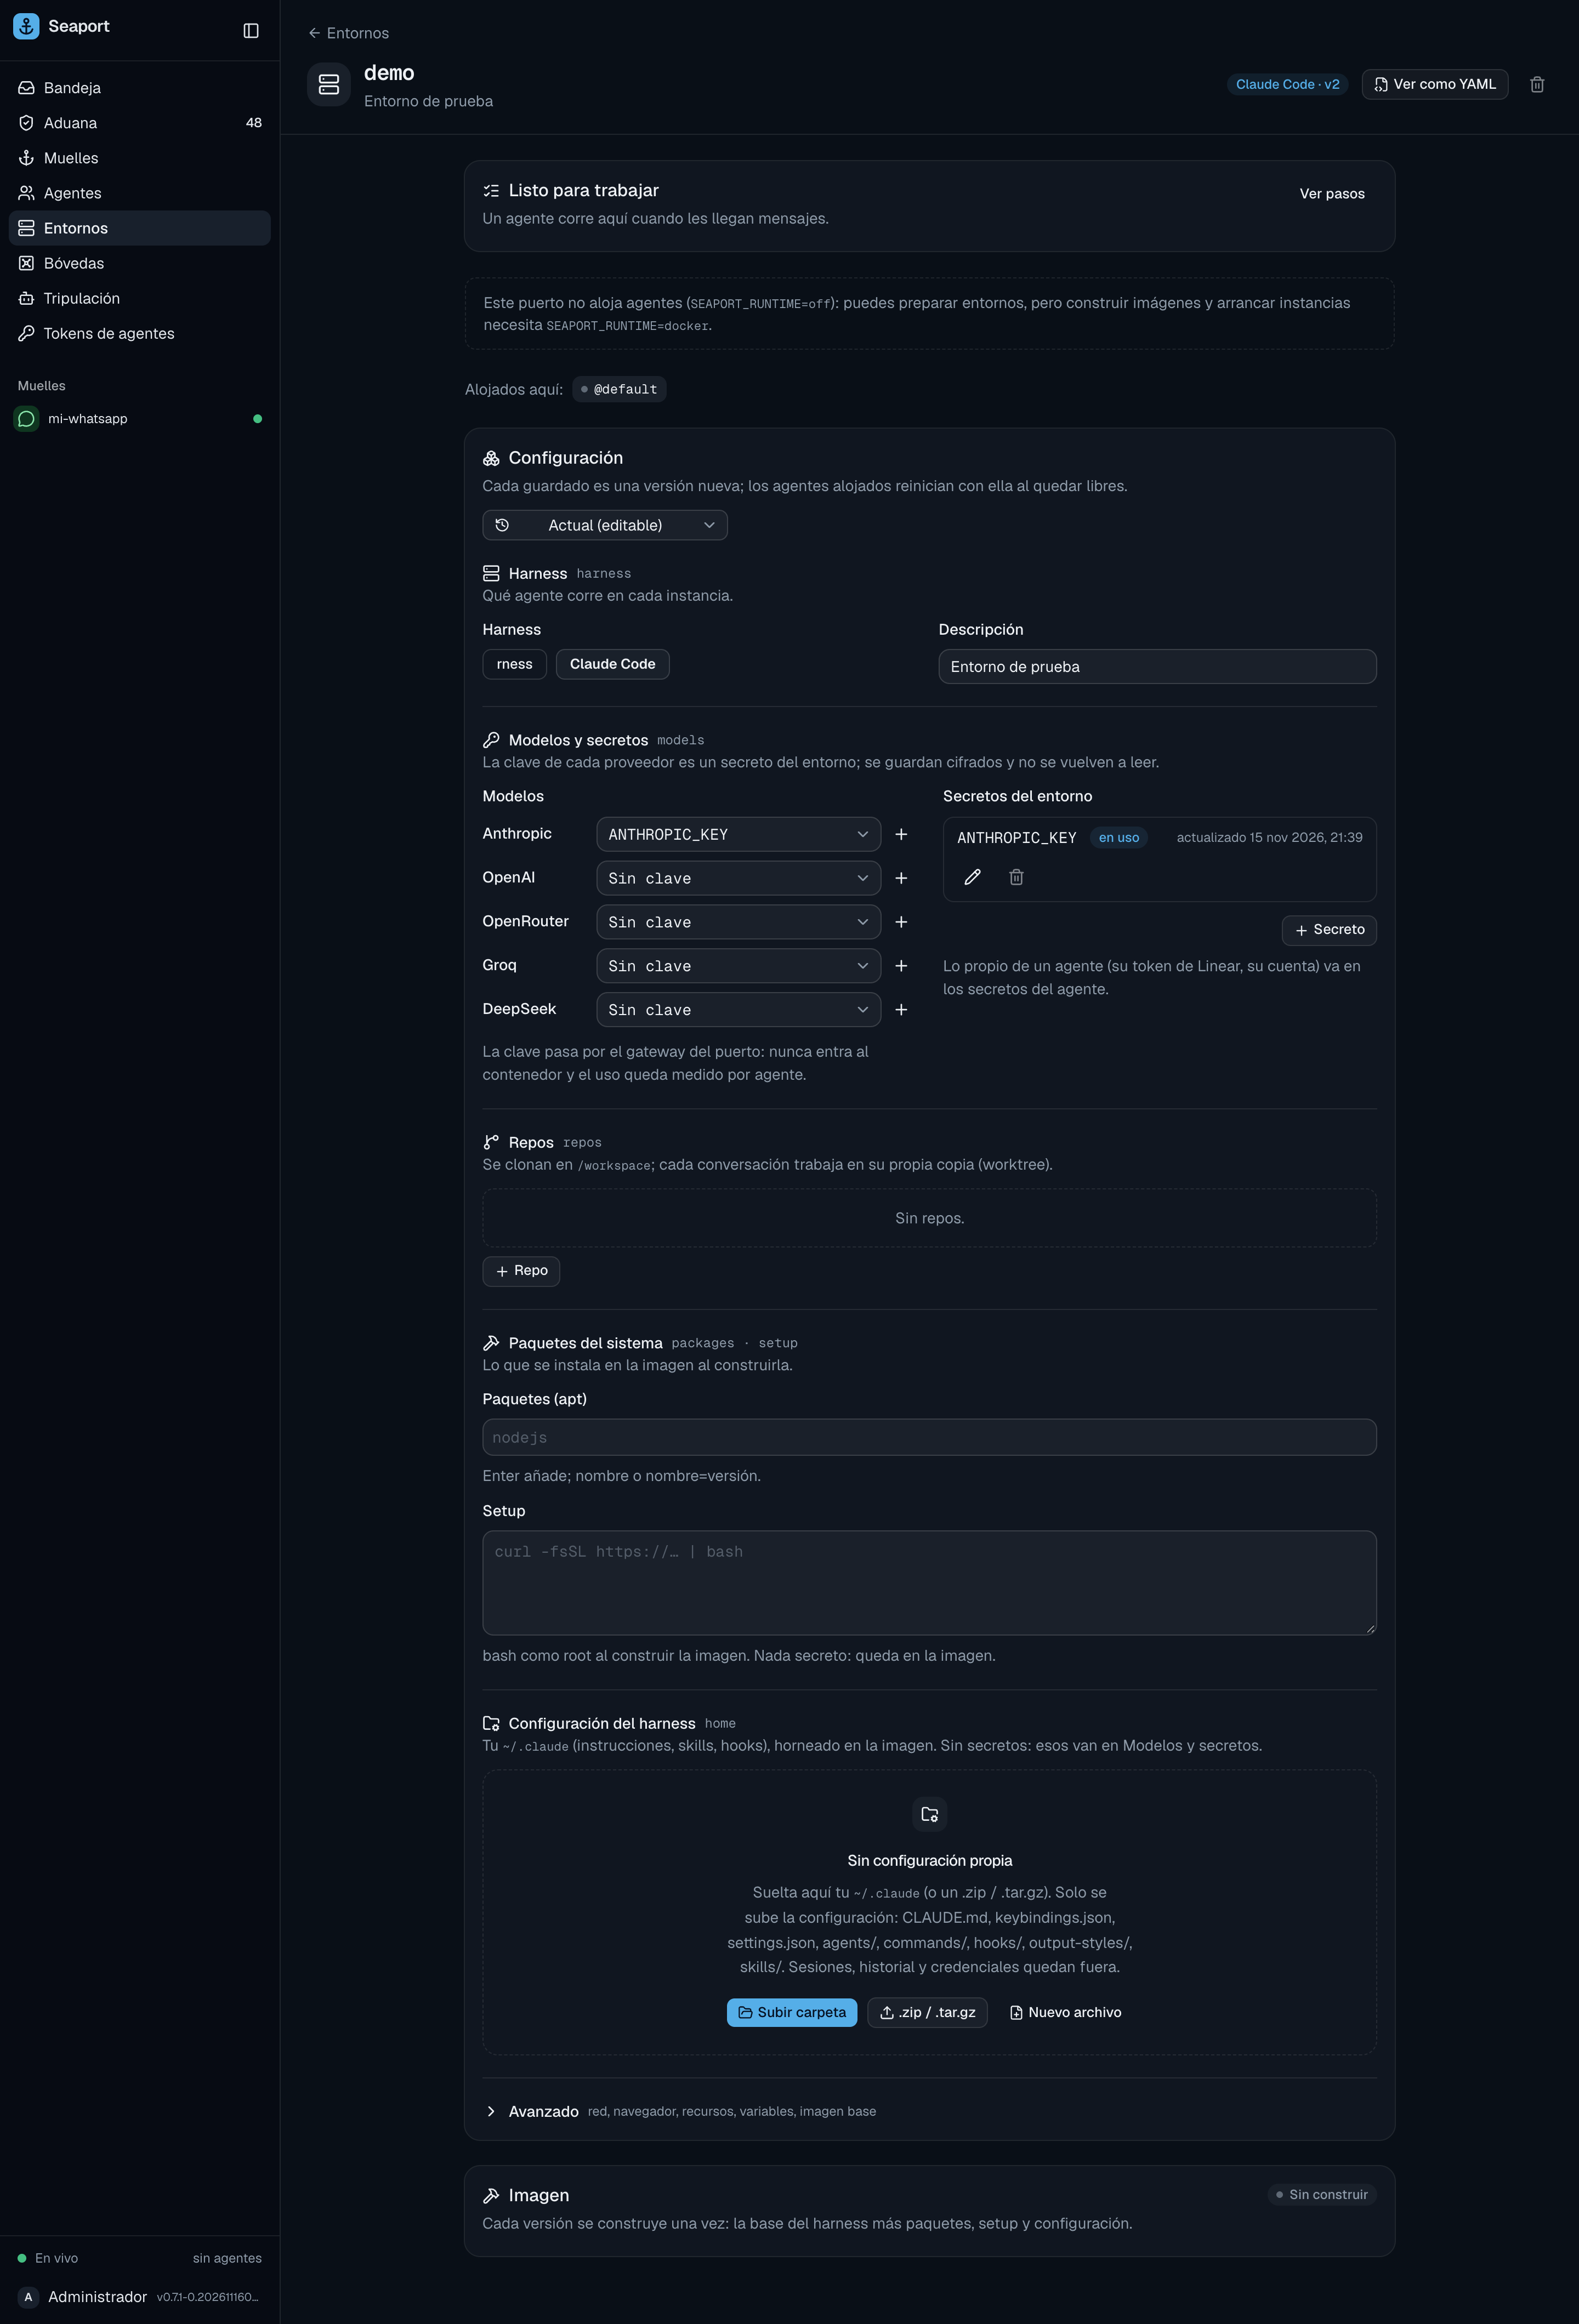 Seaport
Bandeja
Aduana 48
Muelles
Agentes
Entornos
Bóvedas
Tripulación
Tokens de agentes
Muelles
mi-whatsapp
En vivo sin agentes
A Administrador v0.7.1-0.202611160…
Entornos
demo
Entorno de prueba
Claude Code · v2
Ver como YAML
Listo para trabajar
Ver pasos
Un agente corre aquí cuando les llegan mensajes.
Este puerto no aloja agentes (SEAPORT_RUNTIME=off): puedes preparar entornos, pero construir imágenes y arrancar instancias
necesita SEAPORT_RUNTIME=docker.
Alojados aquí: @default
Configuración
Cada guardado es una versión nueva; los agentes alojados reinician con ella al quedar libres.
Actual (editable)
Harness harness
Qué agente corre en cada instancia.
Harness
rness Claude Code
Descripción
Entorno de prueba
Modelos y secretos models
La clave de cada proveedor es un secreto del entorno; se guardan cifrados y no se vuelven a leer.
Modelos
Anthropic ANTHROPIC_KEY
OpenAI Sin clave
OpenRouter Sin clave
Groq Sin clave
DeepSeek Sin clave
La clave pasa por el gateway del puerto: nunca entra al
contenedor y el uso queda medido por agente.
Secretos del entorno
ANTHROPIC_KEY en uso actualizado 15 nov 2026, 21:39
+ Secreto
Lo propio de un agente (su token de Linear, su cuenta) va en
los secretos del agente.
Repos repos
Se clonan en /workspace; cada conversación trabaja en su propia copia (worktree).
Sin repos.
+ Repo
Paquetes del sistema packages · setup
Lo que se instala en la imagen al construirla.
Paquetes (apt)
nodejs
Enter añade; nombre o nombre=versión.
Setup
curl -fsSL https://… | bash
bash como root al construir la imagen. Nada secreto: queda en la imagen.
Configuración del harness home
Tu ~/.claude (instrucciones, skills, hooks), horneado en la imagen. Sin secretos: esos van en Modelos y secretos.
Sin configuración propia
Suelta aquí tu ~/.claude (o un .zip / .tar.gz). Solo se
sube la configuración: CLAUDE.md, keybindings.json,
settings.json, agents/, commands/, hooks/, output-styles/,
skills/. Sesiones, historial y credenciales quedan fuera.
Subir carpeta
.zip / .tar.gz
Nuevo archivo
Avanzado red, navegador, recursos, variables, imagen base
Imagen
Sin construir
Cada versión se construye una vez: la base del harness más paquetes, setup y configuración.